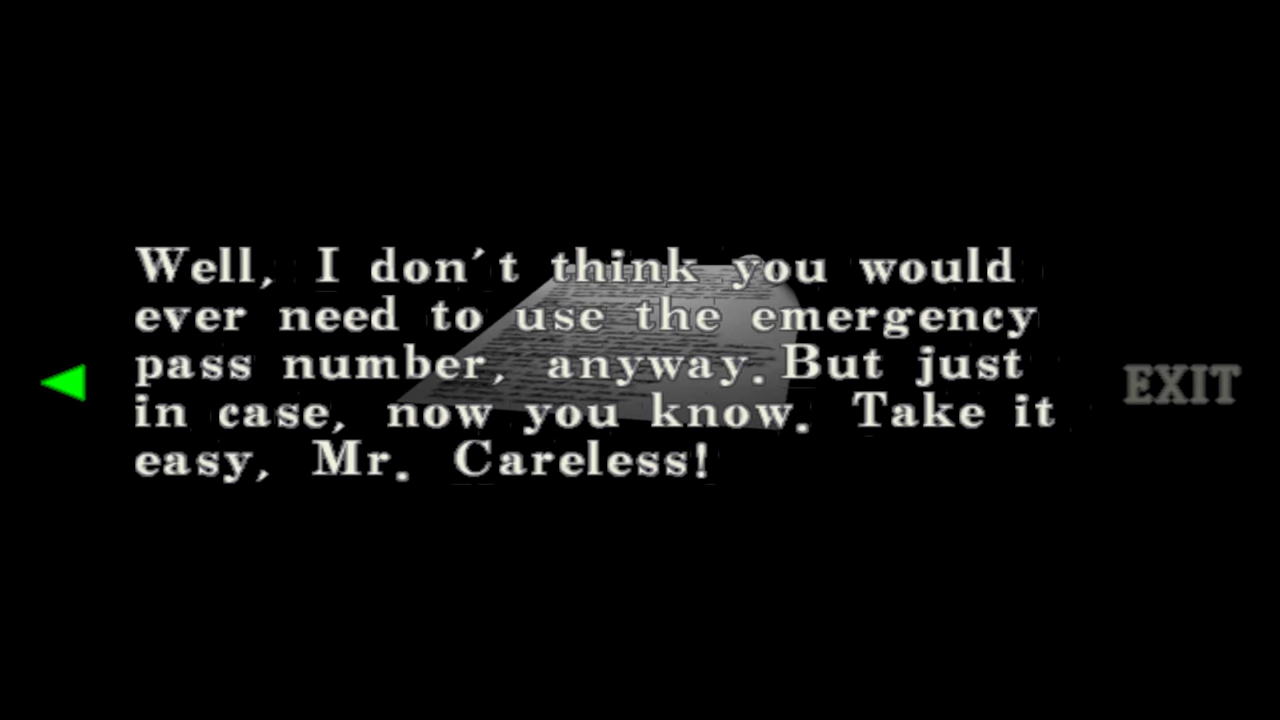 Well, I don't think you would
ever need to use the emergency
pass number, anyway. But just
in case, now you know. Take it
easy, Mr. Careless!
EXIT